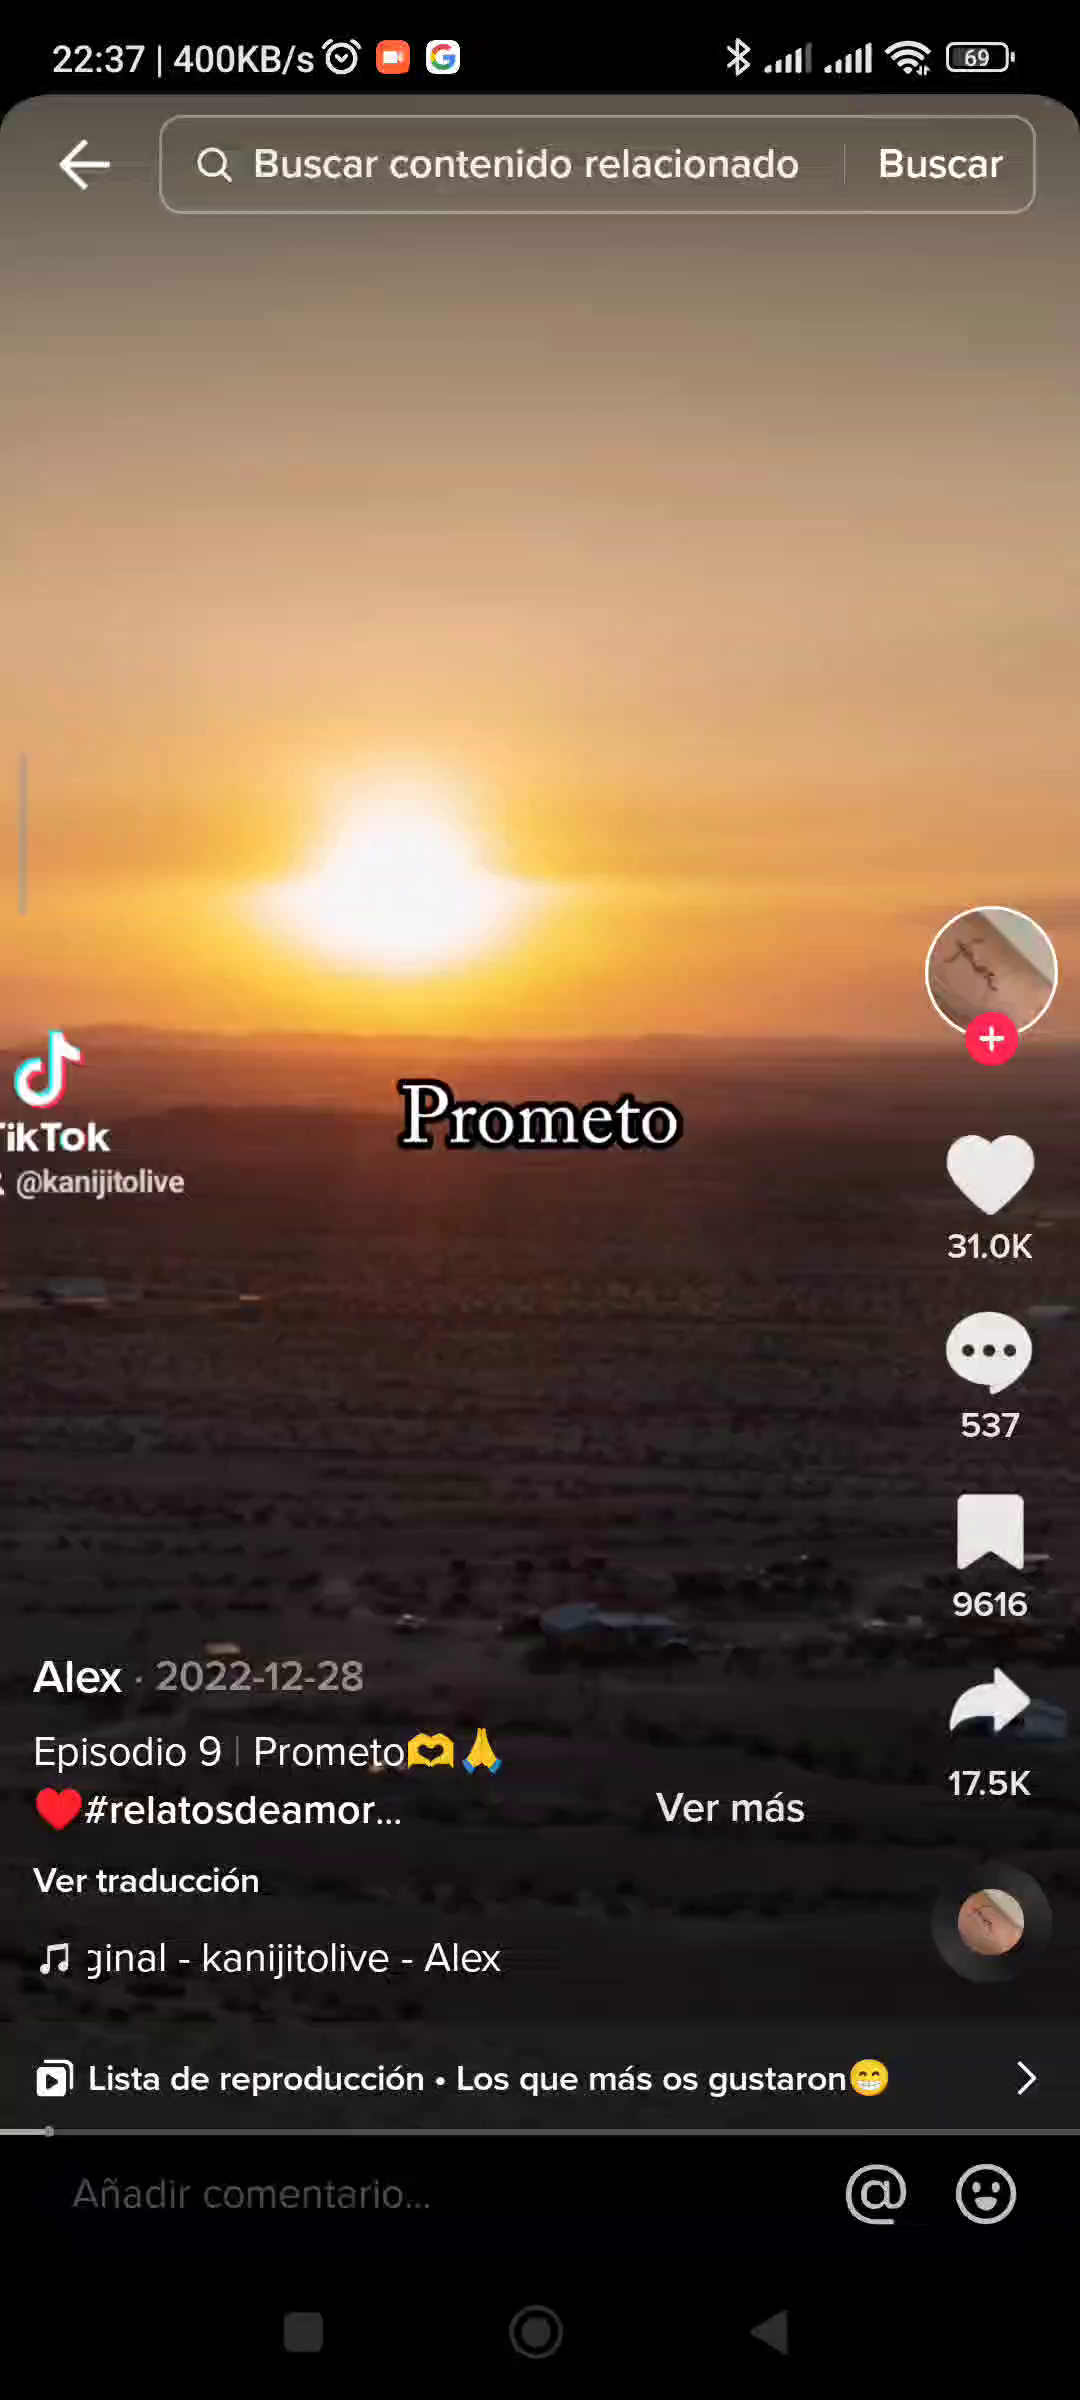 22:37 | 400KB/s
69
Buscar contenido relacionado
Buscar
TikTok
@kanijitolive
Prometo
31.0K
537
9616
17.5K
Alex · 2022-12-28
Episodio 9 | Prometo🫶🙏
❤️#relatosdeamor...
Ver más
Ver traducción
ginal - kanijitolive - Alex
Lista de reproducción • Los que más os gustaron😁
Añadir comentario...